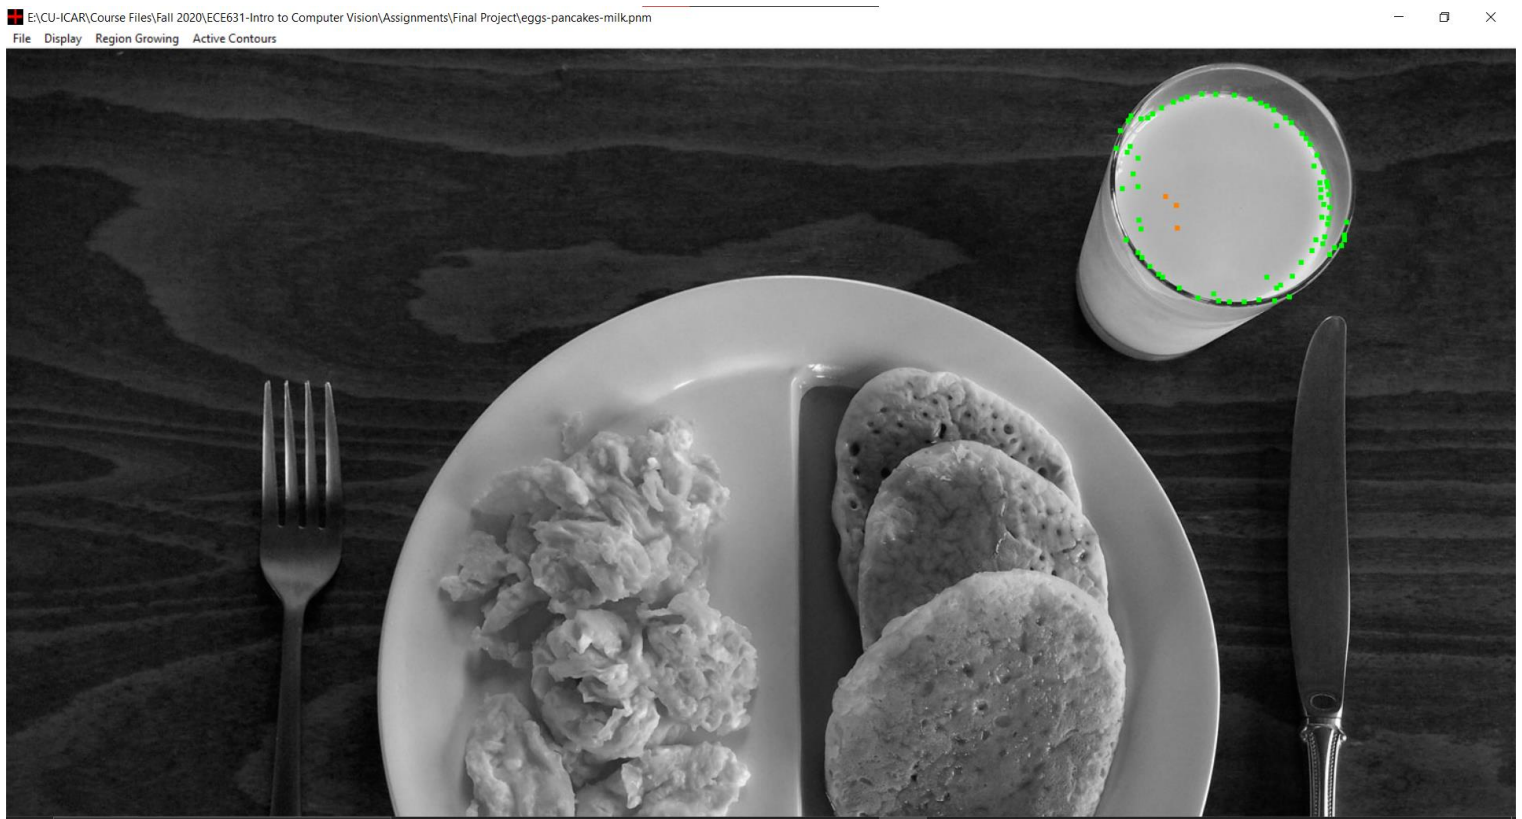 E:\CU-ICAR\Course Files\Fall 2020\ECE631-Intro to Computer Vision\Assignments\Final Project\eggs-pancakes-milk.pnm
File Display Region Growing Active Contours